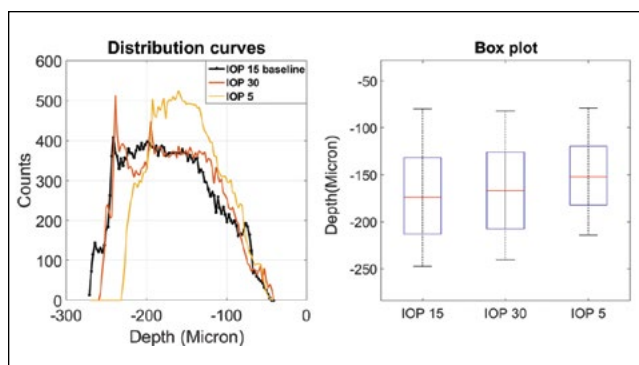 Distribution curves
600
500
400
300
200
100
0
Counts
IOP 15 baseline
IOP 30
IOP 5
-300
-200
-100
0
Depth (Micron)
Box plot
-50
-100
-150
-200
-250
Depth(Micron)
IOP 15
IOP 30
IOP 5